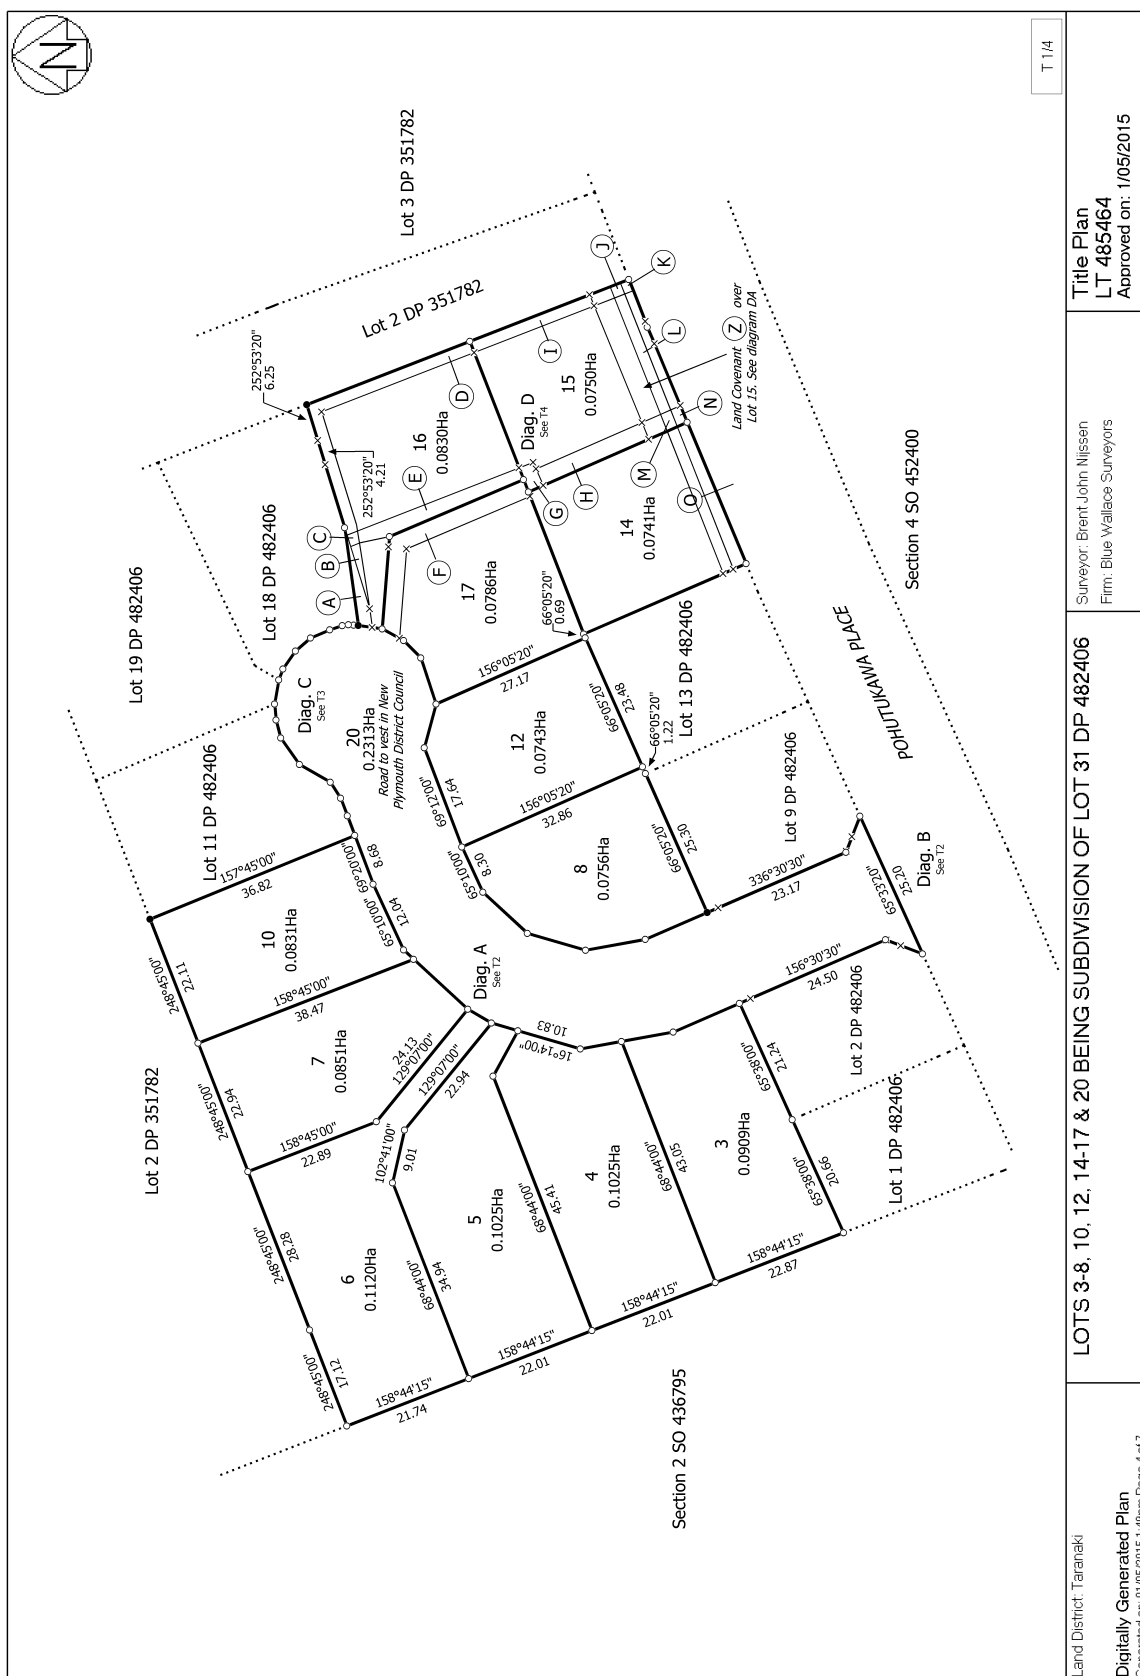 N
T 1/4
Lot 3 DP 351782
Lot 2 DP 351782
252°53'20"
6.25
252°53'20"
4.21
Lot 19 DP 482406
Lot 18 DP 482406
Lot 11 DP 482406
Lot 2 DP 351782
A
B
C
D
E
F
G
H
I
J
K
L
M
N
O
16
0.0830Ha
15
0.0750Ha
Diag. D
See T4
Land Covenant Z over
Lot 15. See diagram DA
14
0.0741Ha
17
0.0786Ha
66°05'20"
0.69
156°05'20"
27.17
Diag. C
See T3
20
0.2313Ha
Road to vest in New
Plymouth District Council
12
0.0743Ha
66°05'20"
23.48
66°05'20"
1.22
69°12'00"
17.64
156°05'20"
32.86
65°10'00"
8.30
8
0.0756Ha
66°05'20"
25.30
Lot 13 DP 482406
Lot 9 DP 482406
336°30'30"
23.17
POHUTUKAWA PLACE
Section 4 SO 452400
65°33'20"
25.20
Diag. B
See T2
157°45'00"
36.82
69°20'00"
8.68
65°10'00"
12.04
10
0.0831Ha
248°45'00"
22.11
158°45'00"
38.47
Diag. A
See T2
7
0.0851Ha
24.13
129°07'00"
129°07'00"
22.94
16°14'00"
10.83
248°45'00"
22.94
158°45'00"
22.89
102°41'00"
9.01
156°30'30"
24.50
Lot 2 DP 482406
65°38'00"
21.24
Lot 1 DP 482406
65°38'00"
20.66
3
0.0909Ha
68°44'00"
43.05
4
0.1025Ha
68°44'00"
45.41
5
0.1025Ha
68°44'00"
34.94
6
0.1120Ha
248°45'00"
28.28
248°45'00"
17.12
158°44'15"
21.74
158°44'15"
22.01
158°44'15"
22.01
158°44'15"
22.87
Section 2 SO 436795
Land District: Taranaki
Digitally Generated Plan
LOTS 3-8, 10, 12, 14-17 & 20 BEING SUBDIVISION OF LOT 31 DP 482406
Surveyor: Brent John Nijssen
Firm: Blue Wallace Surveyors
Title Plan
LT 485464
Approved on: 1/05/2015